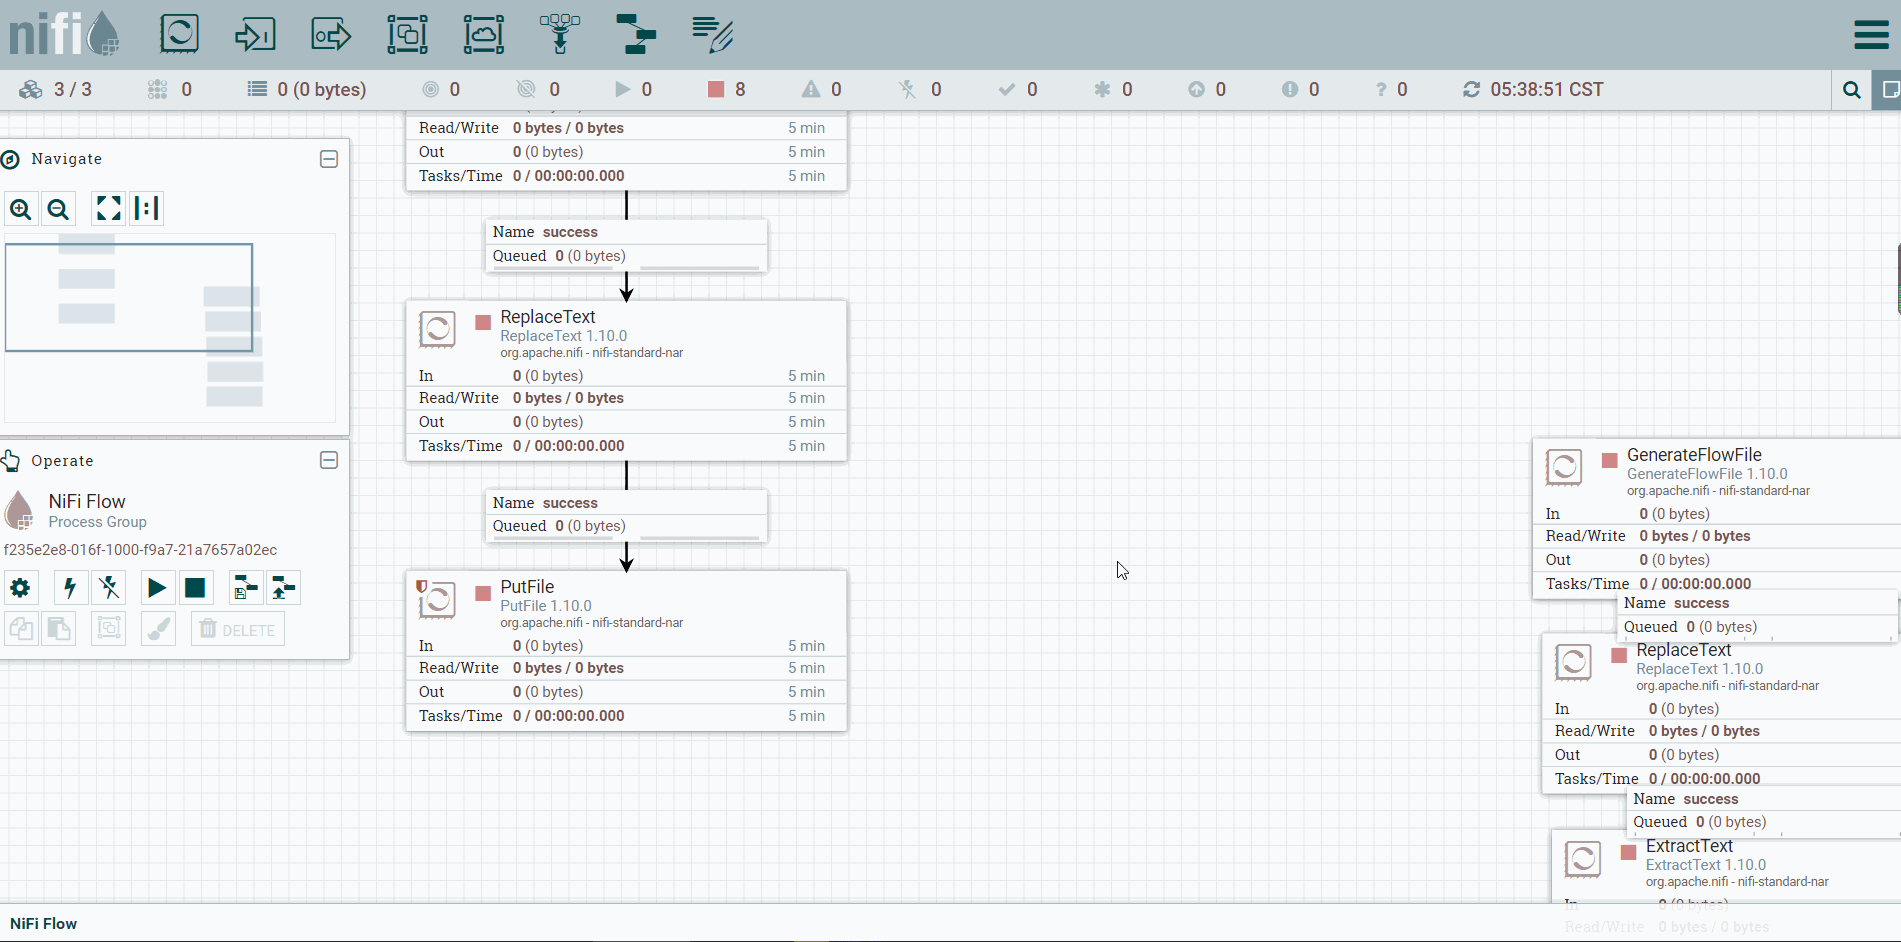 nifi
3 / 3
0
0 (0 bytes)
0
0
0
8
0
0
0
0
0
0
? 0
05:38:51 CST
Navigate
Operate
NiFi Flow
Process Group
f235e2e8-016f-1000-f9a7-21a7657a02ec
DELETE
Read/Write 0 bytes / 0 bytes 5 min
Out 0 (0 bytes) 5 min
Tasks/Time 0 / 00:00:00.000 5 min
Name success
Queued 0 (0 bytes)
ReplaceText
ReplaceText 1.10.0
org.apache.nifi - nifi-standard-nar
In 0 (0 bytes) 5 min
Read/Write 0 bytes / 0 bytes 5 min
Out 0 (0 bytes) 5 min
Tasks/Time 0 / 00:00:00.000 5 min
Name success
Queued 0 (0 bytes)
PutFile
PutFile 1.10.0
org.apache.nifi - nifi-standard-nar
In 0 (0 bytes) 5 min
Read/Write 0 bytes / 0 bytes 5 min
Out 0 (0 bytes) 5 min
Tasks/Time 0 / 00:00:00.000 5 min
GenerateFlowFile
GenerateFlowFile 1.10.0
org.apache.nifi - nifi-standard-nar
In 0 (0 bytes)
Read/Write 0 bytes / 0 bytes
Out 0 (0 bytes)
Tasks/Time 0 / 00:00:00.000
Name success
Queued 0 (0 bytes)
ReplaceText
ReplaceText 1.10.0
org.apache.nifi - nifi-standard-nar
In 0 (0 bytes)
Read/Write 0 bytes / 0 bytes
Out 0 (0 bytes)
Tasks/Time 0 / 00:00:00.000
Name success
Queued 0 (0 bytes)
ExtractText
ExtractText 1.10.0
org.apache.nifi - nifi-standard-nar
In 0 (0 bytes)
Read/Write 0 bytes / 0 bytes
NiFi Flow